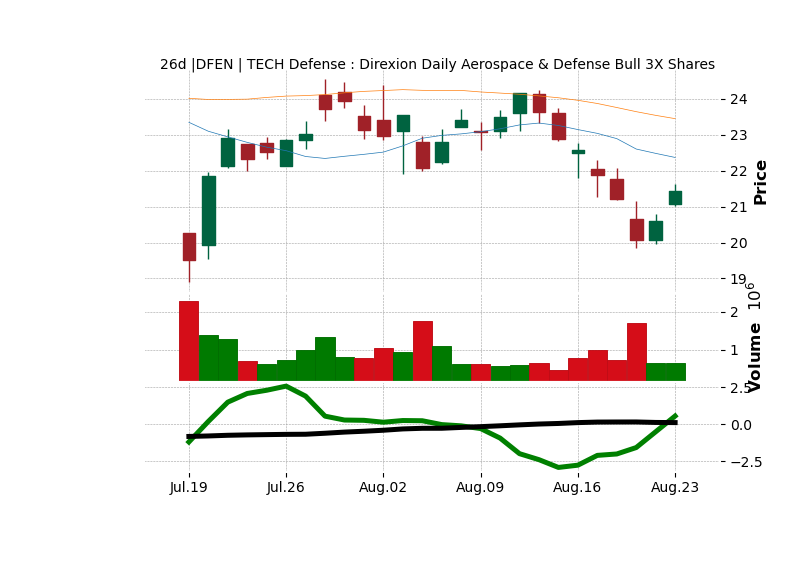 26d |DFEN | TECH Defense : Direxion Daily Aerospace & Defense Bull 3X Shares
24
23
22
21
20
19
Price
2
1
Volume 10^6
2.5
0.0
−2.5
Jul.19 Jul.26 Aug.02 Aug.09 Aug.16 Aug.23